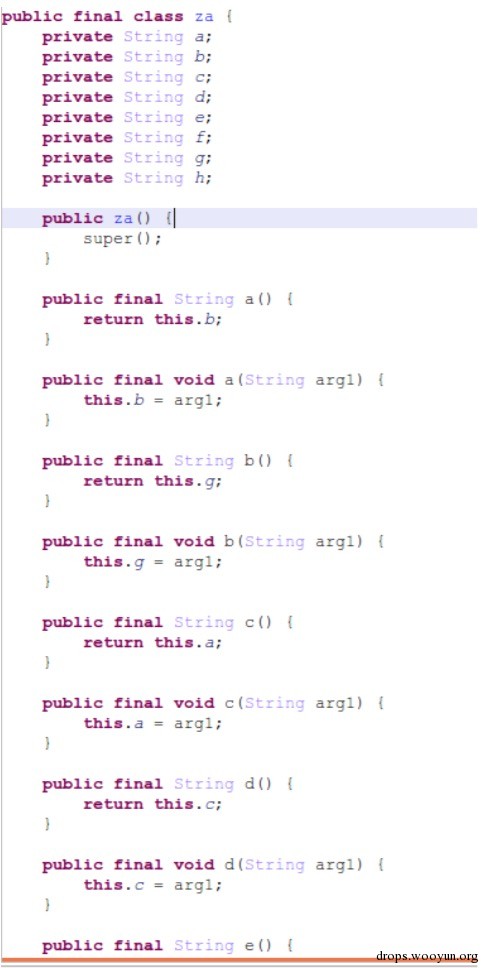 public final class za {
    private String a;
    private String b;
    private String c;
    private String d;
    private String e;
    private String f;
    private String g;
    private String h;

    public za() {
        super();
    }

    public final String a() {
        return this.b;
    }

    public final void a(String arg1) {
        this.b = arg1;
    }

    public final String b() {
        return this.g;
    }

    public final void b(String arg1) {
        this.g = arg1;
    }

    public final String c() {
        return this.a;
    }

    public final void c(String arg1) {
        this.a = arg1;
    }

    public final String d() {
        return this.c;
    }

    public final void d(String arg1) {
        this.c = arg1;
    }

    public final String e() {
drops.wooyun.org